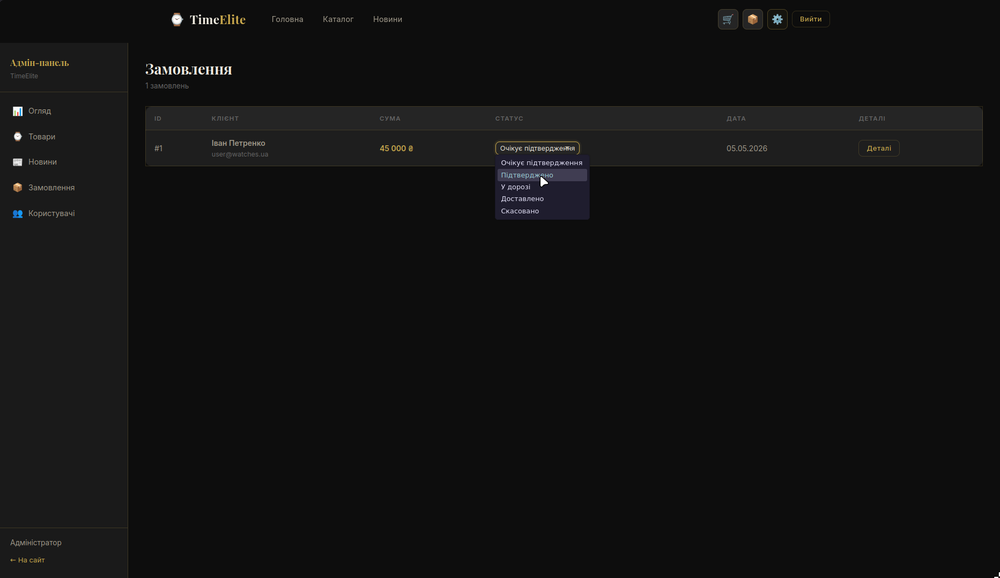 TimeElite
Головна Каталог Новини
Вийти
Адмін-панель
TimeElite
Огляд
Товари
Новини
Замовлення
Користувачі
Адміністратор
← На сайт
Замовлення
1 замовлень
ID КЛІЄНТ СУМА СТАТУС ДАТА ДЕТАЛІ
#1 Іван Петренко 45 000 ₴ Очікує підтвердження 05.05.2026 Деталі
user@watches.ua
Очікує підтвердження
Підтверджено
У дорозі
Доставлено
Скасовано